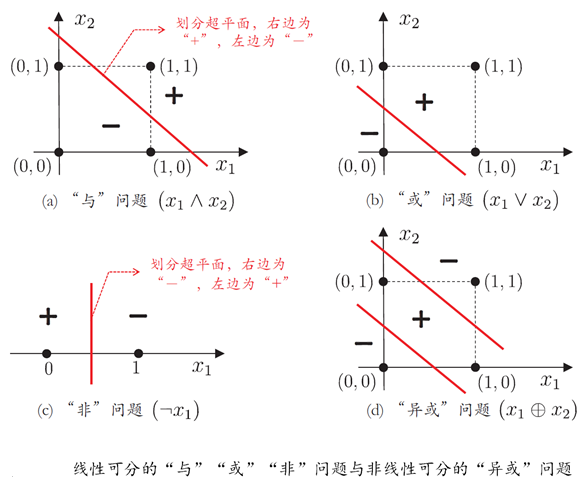 x₂
划分超平面，右边为
“+”，左边为“−”
(0, 1)
(1, 1)
+
−
(0, 0)
(1, 0)
x₁
(a) “与” 问题 (x₁ ∧ x₂)
x₂
(0, 1)
(1, 1)
+
−
(0, 0)
(1, 0)
x₁
(b) “或” 问题 (x₁ ∨ x₂)
划分超平面，右边为
“−”，左边为“+”
+
−
0
1
x₁
(c) “非” 问题 (¬x₁)
x₂
−
(0, 1)
(1, 1)
+
−
(0, 0)
(1, 0)
x₁
(d) “异或” 问题 (x₁ ⊕ x₂)
线性可分的“与”“或”“非”问题与非线性可分的“异或”问题